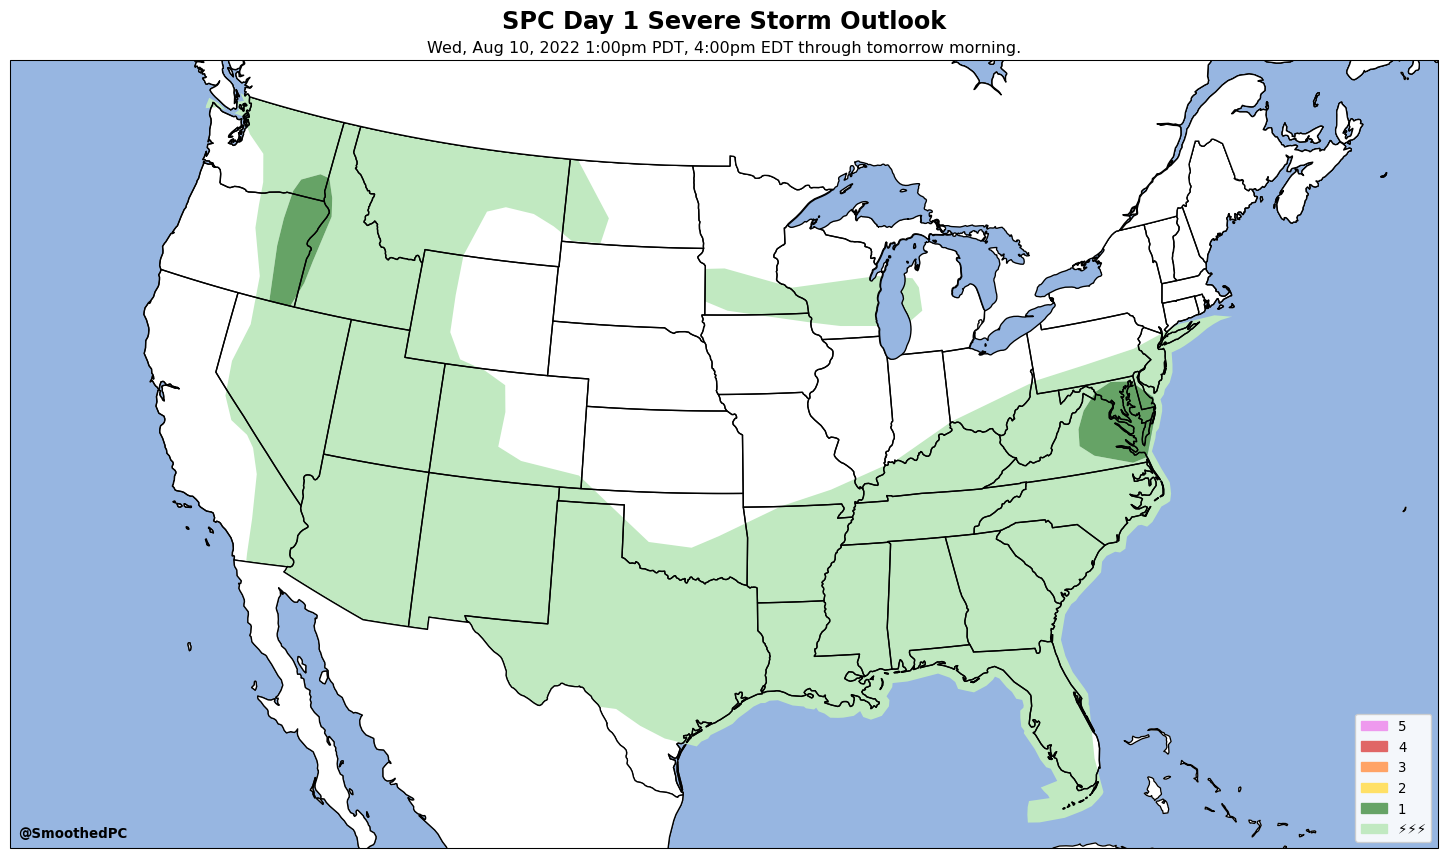 SPC Day 1 Severe Storm Outlook
Wed, Aug 10, 2022 1:00pm PDT, 4:00pm EDT through tomorrow morning.
5
4
3
2
1
⚡⚡⚡
@SmoothedPC